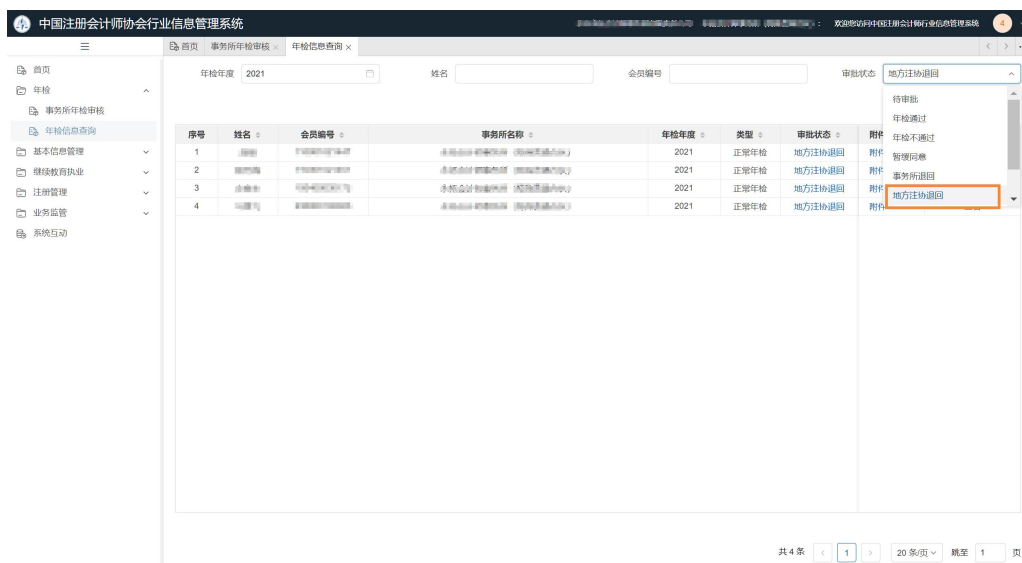 中国注册会计师协会行业信息管理系统
欢迎您访问中国注册会计师行业信息管理系统 4
首页 事务所年检审核 × 年检信息查询 ×
首页
年检
事务所年检审核
年检信息查询
基本信息管理
继续教育执业
注册管理
业务监管
系统互动
年检年度 2021 姓名 会员编号 审批状态 地方注协退回
待审批
年检通过
年检不通过
暂缓同意
事务所退回
地方注协退回
序号 姓名 会员编号 事务所名称 年检年度 类型 审批状态 附件
1 2021 正常年检 地方注协退回 附件
2 2021 正常年检 地方注协退回 附件
3 2021 正常年检 地方注协退回 附件
4 2021 正常年检 地方注协退回 附件
共 4 条 < 1 > 20 条/页 跳至 1 页